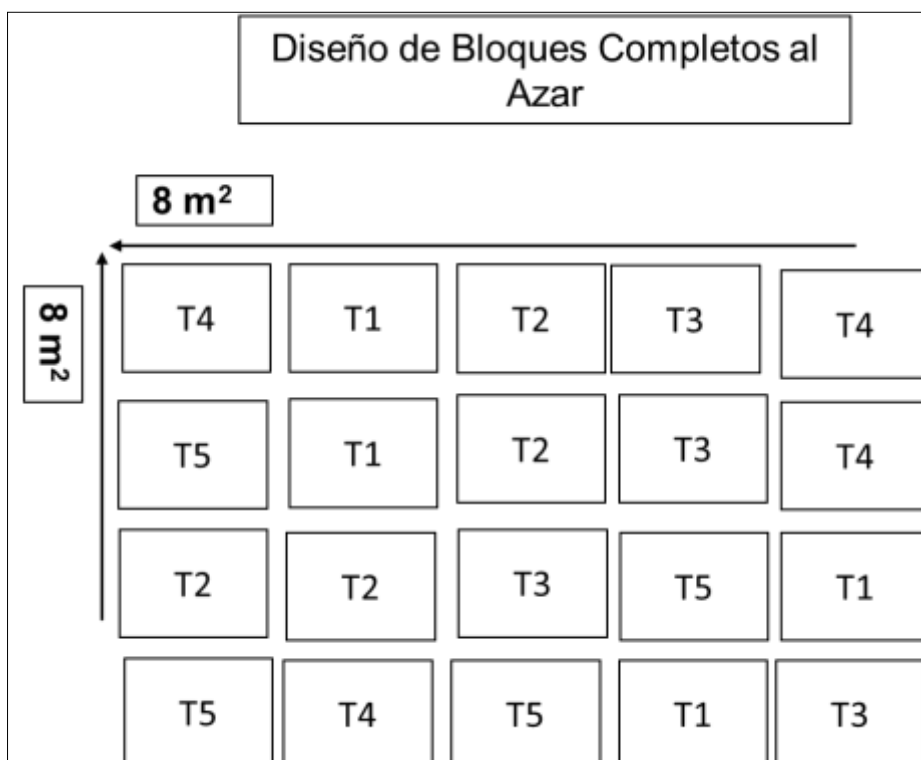 Diseño de Bloques Completos al
Azar
8 m²
8 m²
T4 T1 T2 T3 T4
T5 T1 T2 T3 T4
T2 T2 T3 T5 T1
T5 T4 T5 T1 T3